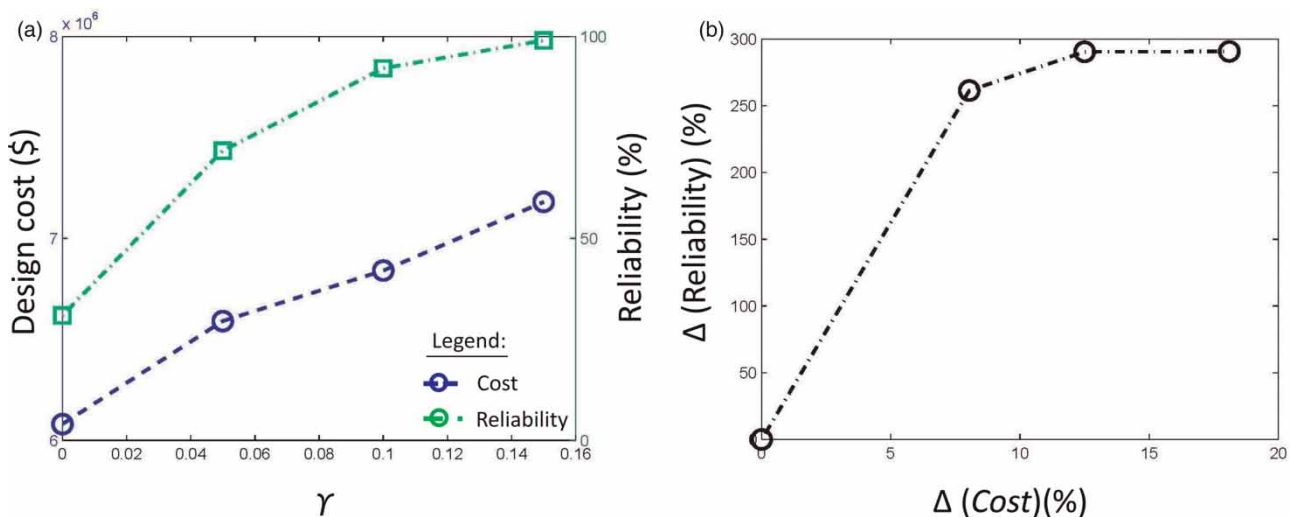 (a)
8 × 10⁶
7
6
Design cost ($)
100
50
0
Reliability (%)
Legend:
Cost
Reliability
0 0.02 0.04 0.06 0.08 0.1 0.12 0.14 0.16
γ
(b)
300
250
200
150
100
50
0
Δ (Reliability) (%)
0 5 10 15 20
Δ (Cost)(%)